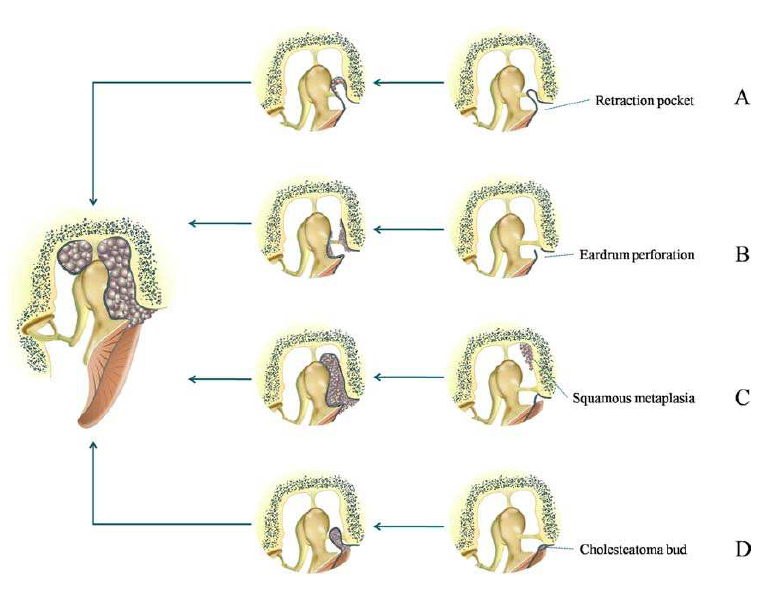 Retraction pocket A
Eardrum perforation B
Squamous metaplasia C
Cholesteatoma bud D